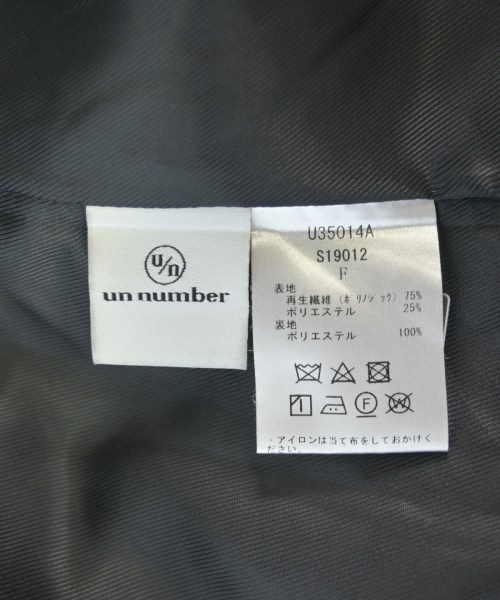 u/n
un number
U35014A
S19012
F
表地
再生繊維(ポリノジック) 75%
ポリエステル 25%
裏地
ポリエステル 100%
・アイロンは当て布をしておかけく
ださい。